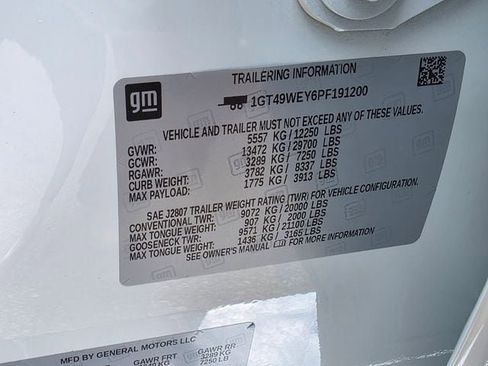 gm
TRAILERING INFORMATION
1GT49WEY6PF191200
VEHICLE AND TRAILER MUST NOT EXCEED ANY OF THESE VALUES.
GVWR: 5557 KG/12250 LBS
GCWR: 13472 KG/29700 LBS
RGAWR: 3289 KG/ 7250 LBS
CURB WEIGHT: 3782 KG/ 8337 LBS
MAX PAYLOAD: 1775 KG/ 3913 LBS
SAE J2807 TRAILER WEIGHT RATING (TWR) FOR VEHICLE CONFIGURATION.
CONVENTIONAL TWR: 9072 KG/20000 LBS
MAX TONGUE WEIGHT: 907 KG/ 2000 LBS
GOOSENECK TWR: 9571 KG/21100 LBS
MAX TONGUE WEIGHT: 1436 KG/ 3165 LBS
SEE OWNER'S MANUAL FOR MORE INFORMATION
MFD BY GENERAL MOTORS LLC
GAWR FRT GAWR RR
3289 KG
7250 LB